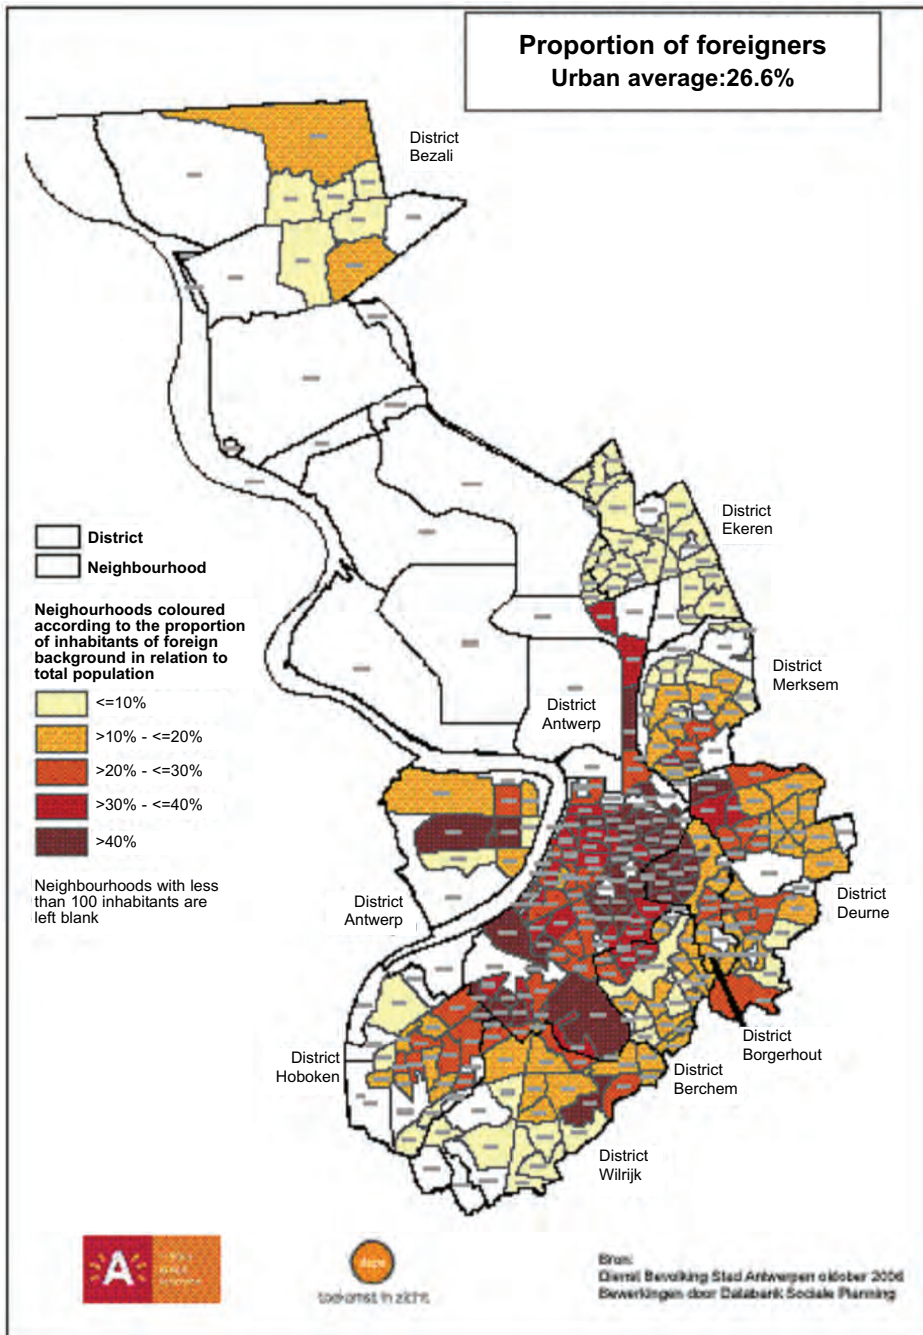 Proportion of foreigners
Urban average:26.6%
District
Bezali
District
Ekeren
District
Neighbourhood
Neighourhoods coloured
according to the proportion
of inhabitants of foreign
background in relation to
total population
<=10%
>10% - <=20%
>20% - <=30%
>30% - <=40%
>40%
Neighbourhoods with less
than 100 inhabitants are
left blank
District
Merksem
District
Antwerp
District
Antwerp
District
Deurne
District
Borgerhout
District
Hoboken
District
Berchem
District
Wilrijk
A
toekomst in zicht
Bron:
Dienst Bevolking Stad Antwerpen oktober 2006
Bewerkingen door Databank Sociale Planning